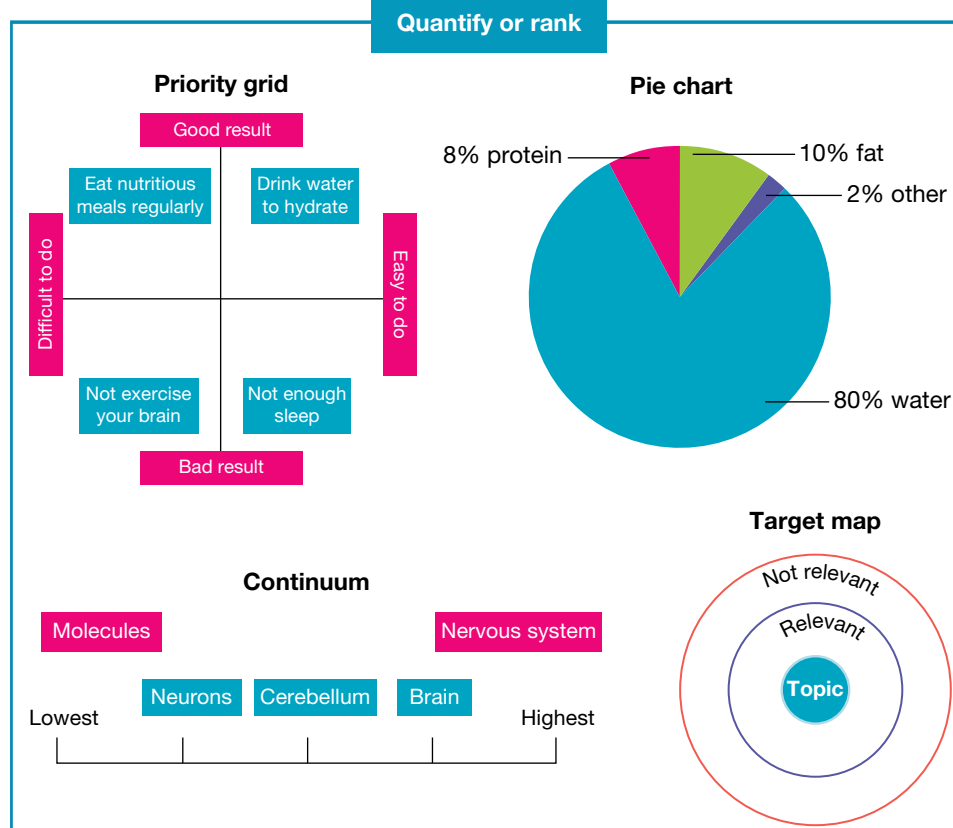 Quantify or rank
Priority grid
Good result
Eat nutritious
meals regularly
Drink water
to hydrate
Difficult to do
Easy to do
Not exercise
your brain
Not enough
sleep
Bad result
Pie chart
8% protein
10% fat
2% other
80% water
Continuum
Molecules
Nervous system
Neurons
Cerebellum
Brain
Lowest
Highest
Target map
Not relevant
Relevant
Topic